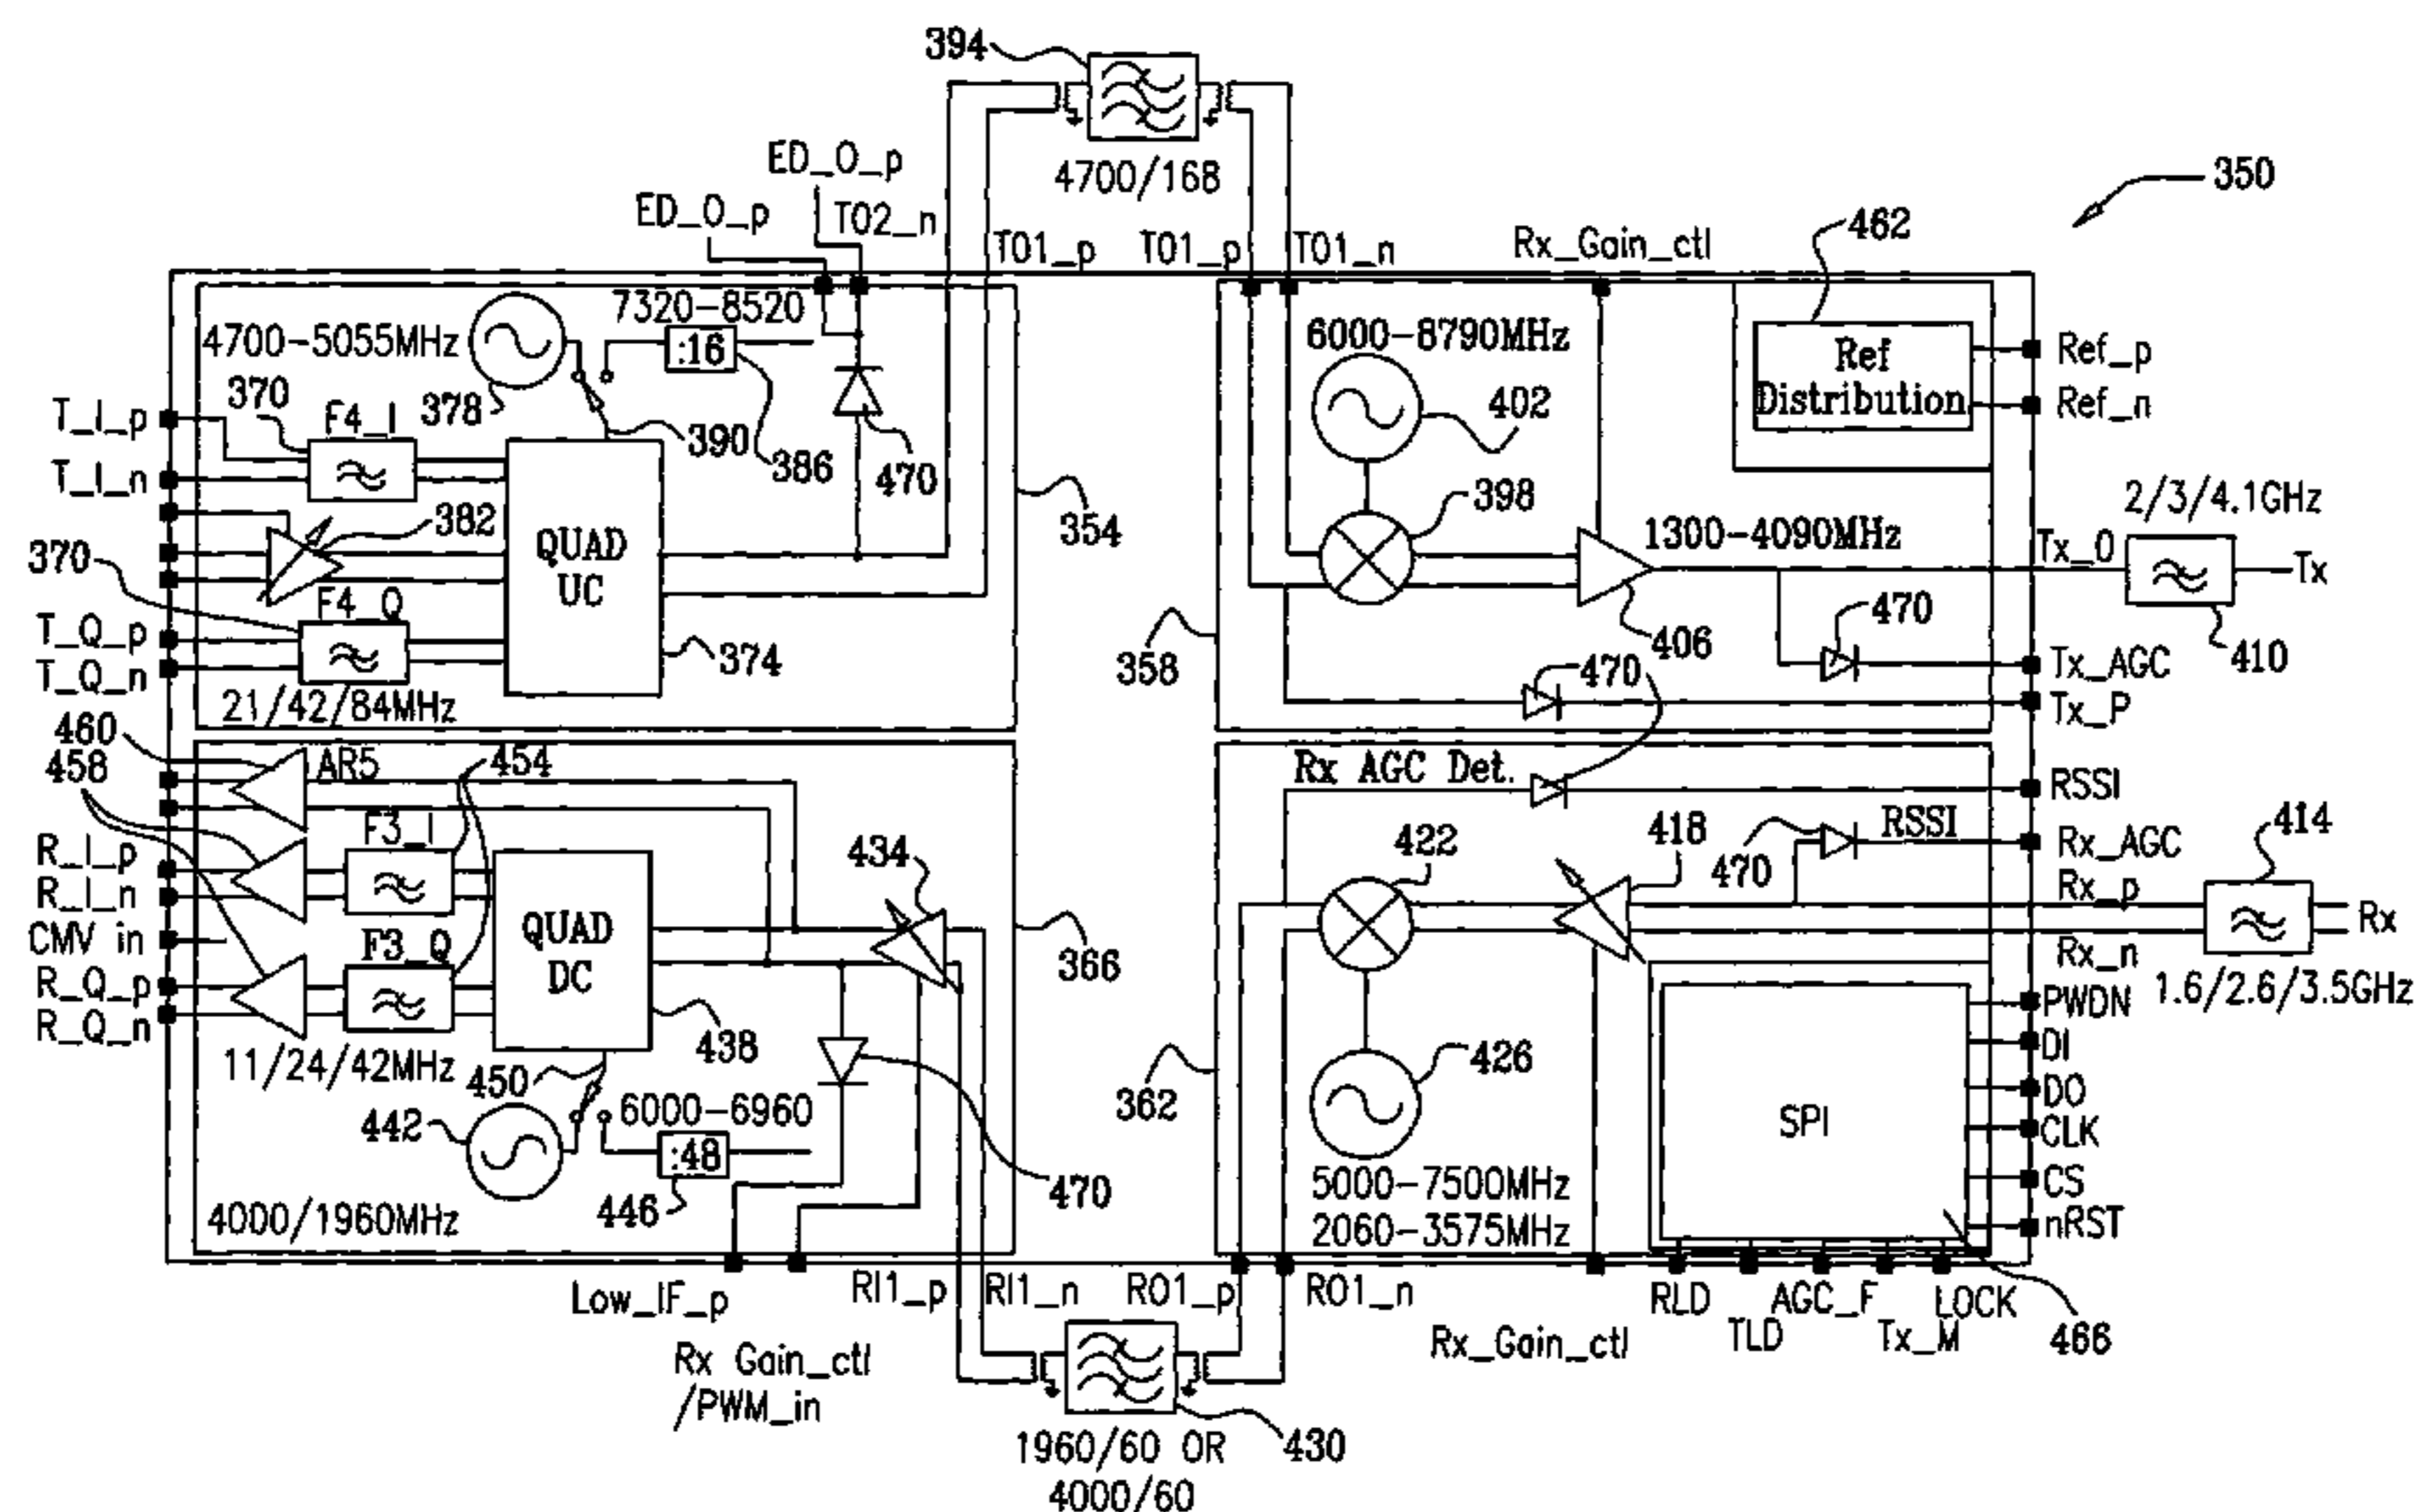 394
4700/168
350
ED_O_p
ED_O_p
TO2_n
TO1_p
TO1_p
TO1_n
Rx_Gain_ctl
462
4700-5055MHz
7320-8520
:16
378
390
386
470
354
370
F4_I
T_I_p
T_I_n
382
370
F4_Q
T_Q_p
T_Q_n
21/42/84MHz
QUAD
UC
374
6000-8790MHz
402
398
1300-4090MHz
406
358
470
470
Ref
Distribution
Ref_p
Ref_n
2/3/4.1GHz
Tx_O
Tx
410
Tx_AGC
Tx_P
460
458
AR5
454
F3_I
R_I_p
R_I_n
CMV in
F3_Q
R_Q_p
R_Q_n
11/24/42MHz
QUAD
DC
438
434
366
450
442
6000-6960
:48
446
470
4000/1960MHz
Rx AGC Det.
RSSI
422
418
470
RSSI
Rx_AGC
Rx_p
Rx_n
414
Rx
1.6/2.6/3.5GHz
426
362
5000-7500MHz
2060-3575MHz
SPI
PWDN
DI
DO
CLK
CS
nRST
Low_IF_p
Rx Gain_ctl
/PWM_in
RI1_p
RI1_n
RO1_p
RO1_n
Rx_Gain_ctl
RLD
TLD
AGC_F
Tx_M
LOCK
466
1960/60 OR
4000/60
430